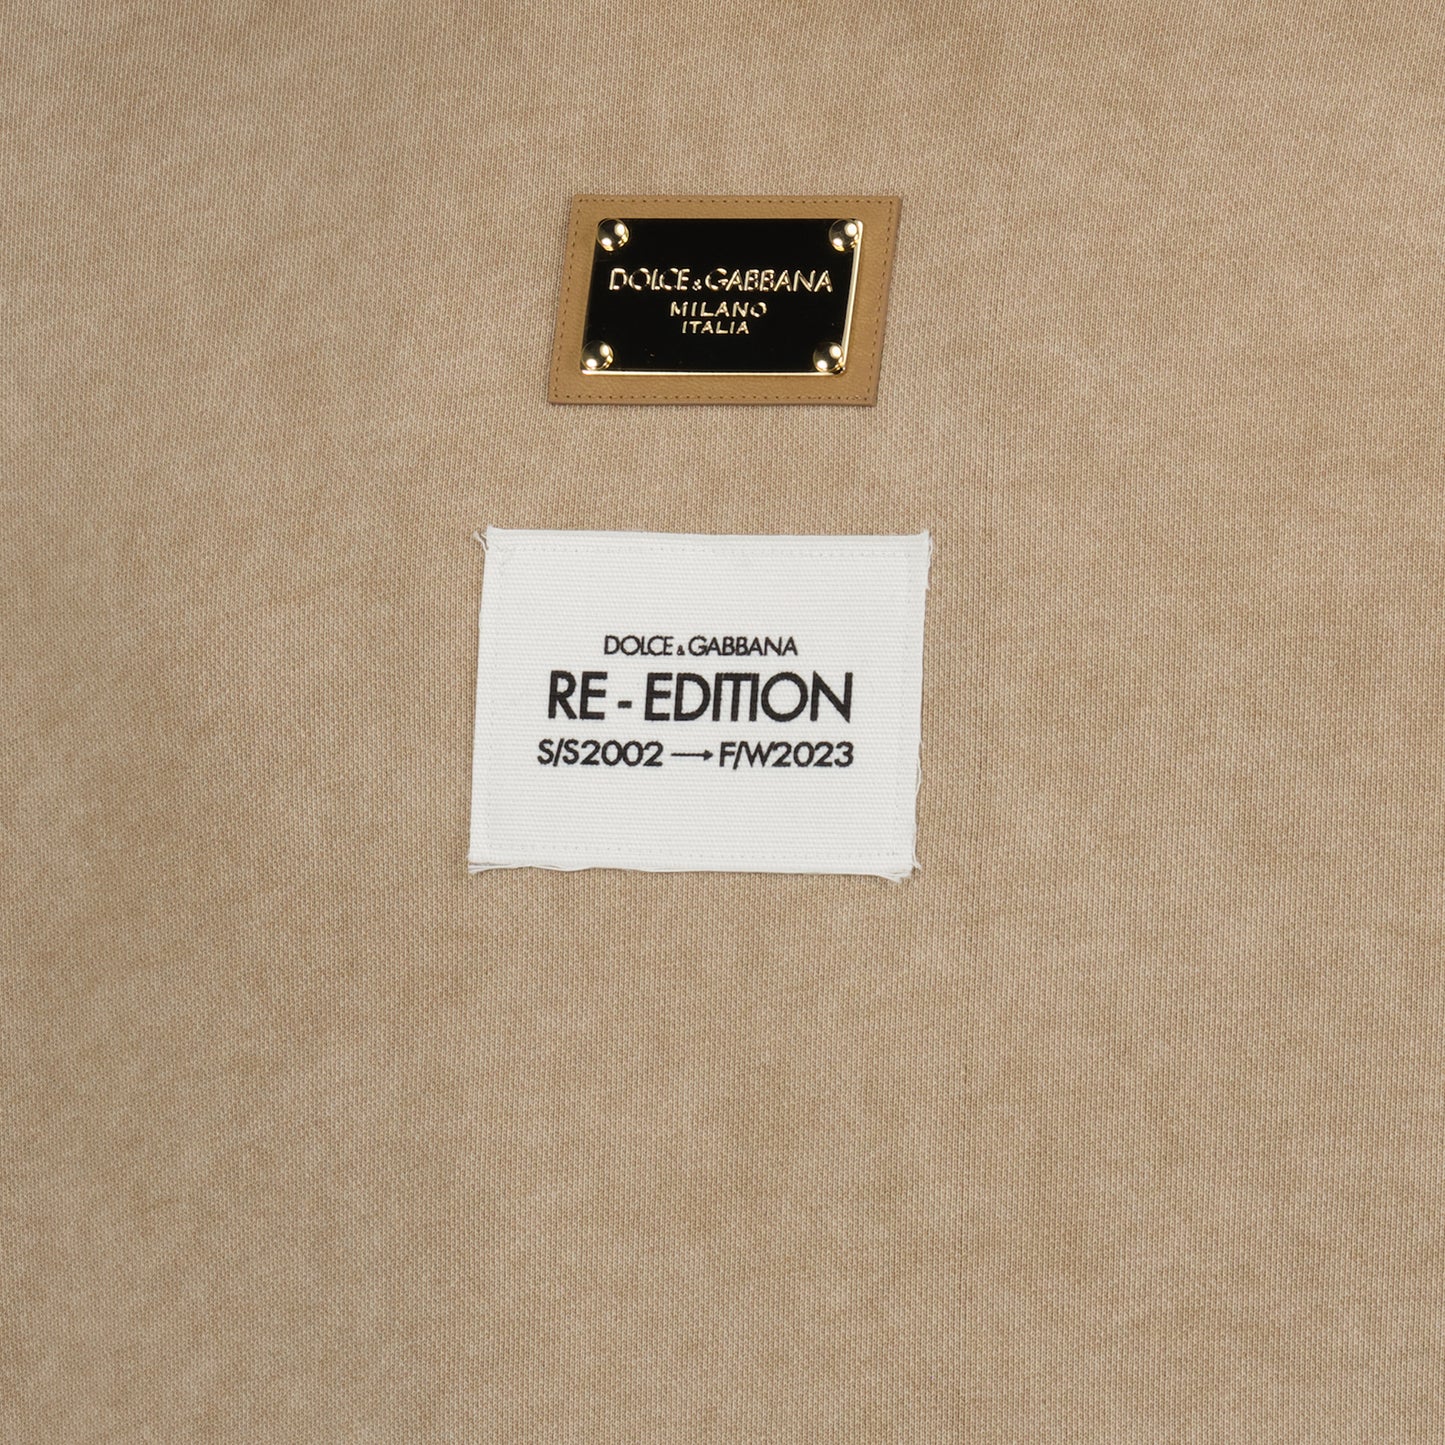 DOLCE & GABBANA
MILANO
ITALIA
DOLCE & GABBANA
RE - EDITION
S/S2002 → F/W2023